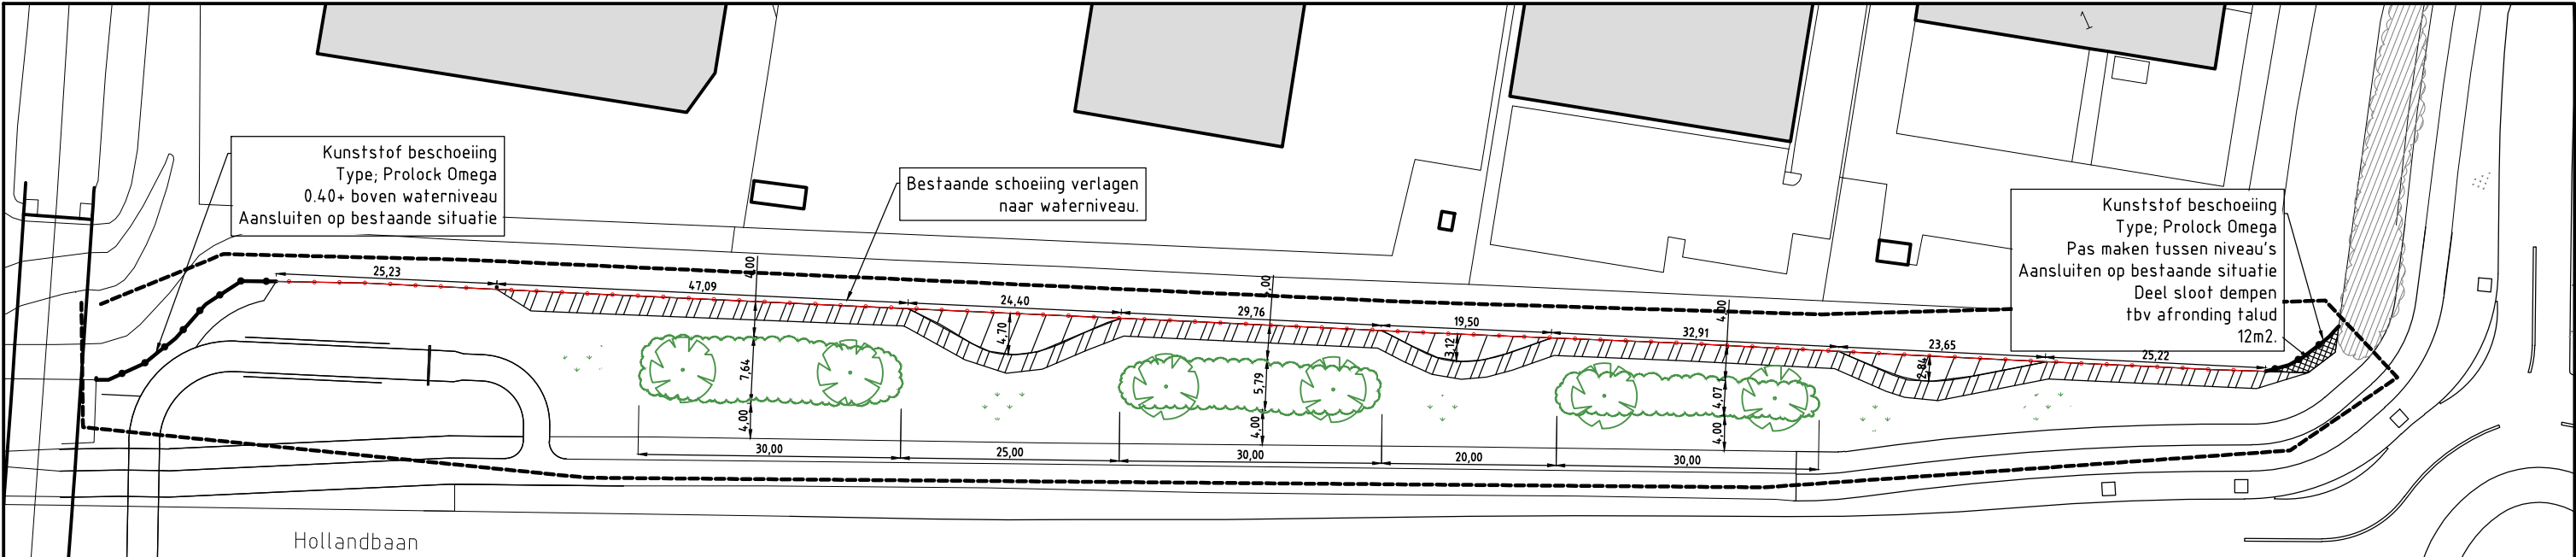 Kunststof beschoeiing
Type; Prolock Omega
0.40+ boven waterniveau
Aansluiten op bestaande situatie
Bestaande schoeiing verlagen
naar waterniveau.
Kunststof beschoeiing
Type; Prolock Omega
Pas maken tussen niveau's
Aansluiten op bestaande situatie
Deel sloot dempen
tbv afronding talud
12m2.
25,23
47,09
24,40
29,76
19,50
32,91
23,65
25,22
4,00
4,00
4,70
3,12
2,84
7,64
5,79
4,07
4,00
4,00
4,00
30,00
25,00
30,00
20,00
30,00
Hollandbaan